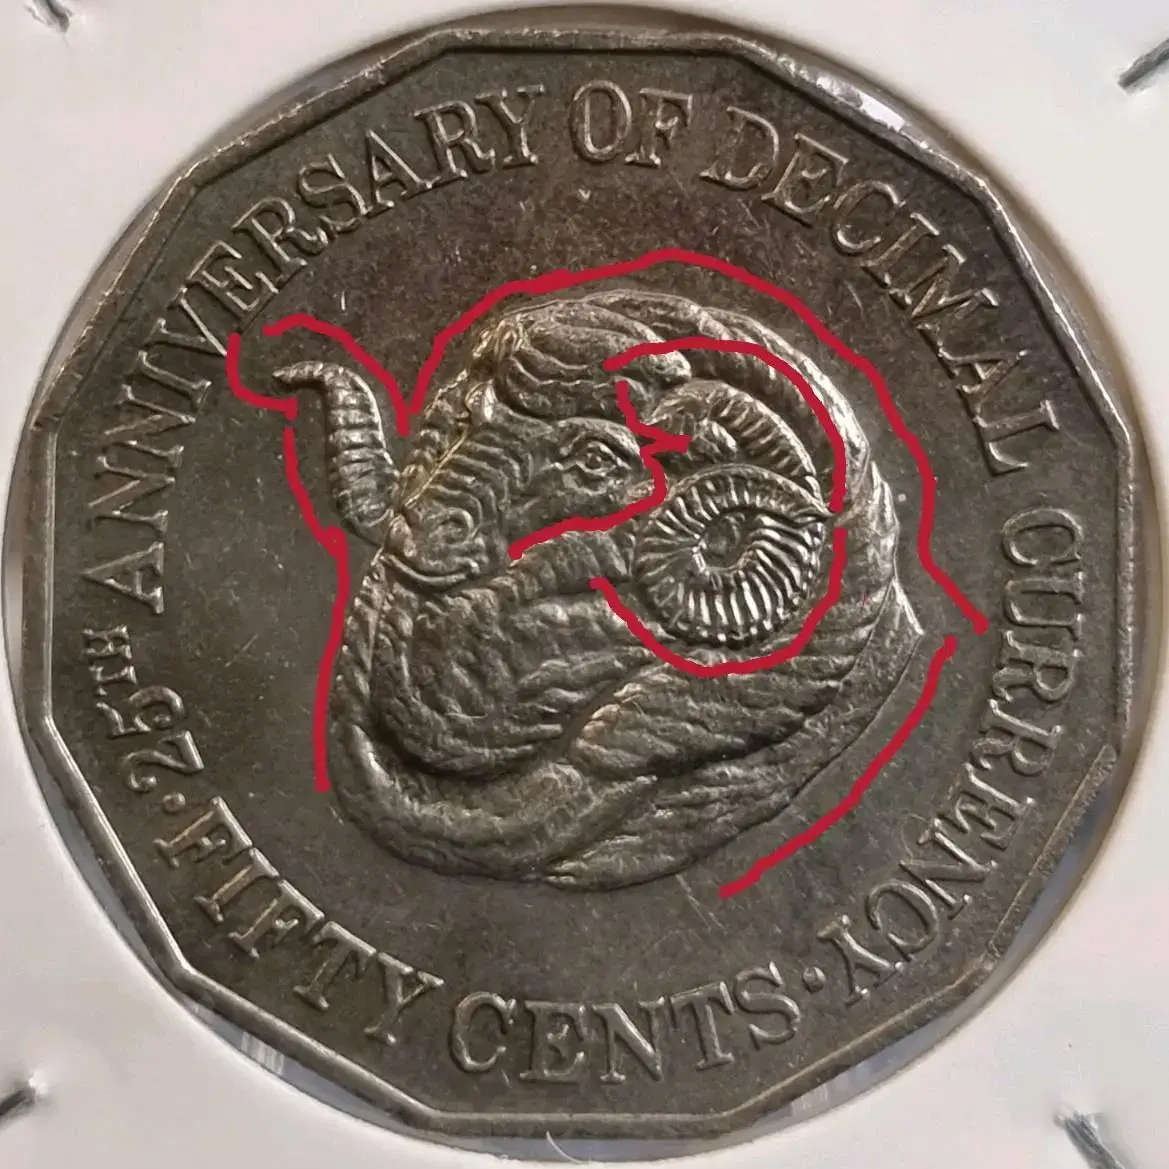 25TH ANNIVERSARY OF DECIMAL CURRENCY · FIFTY CENTS ·